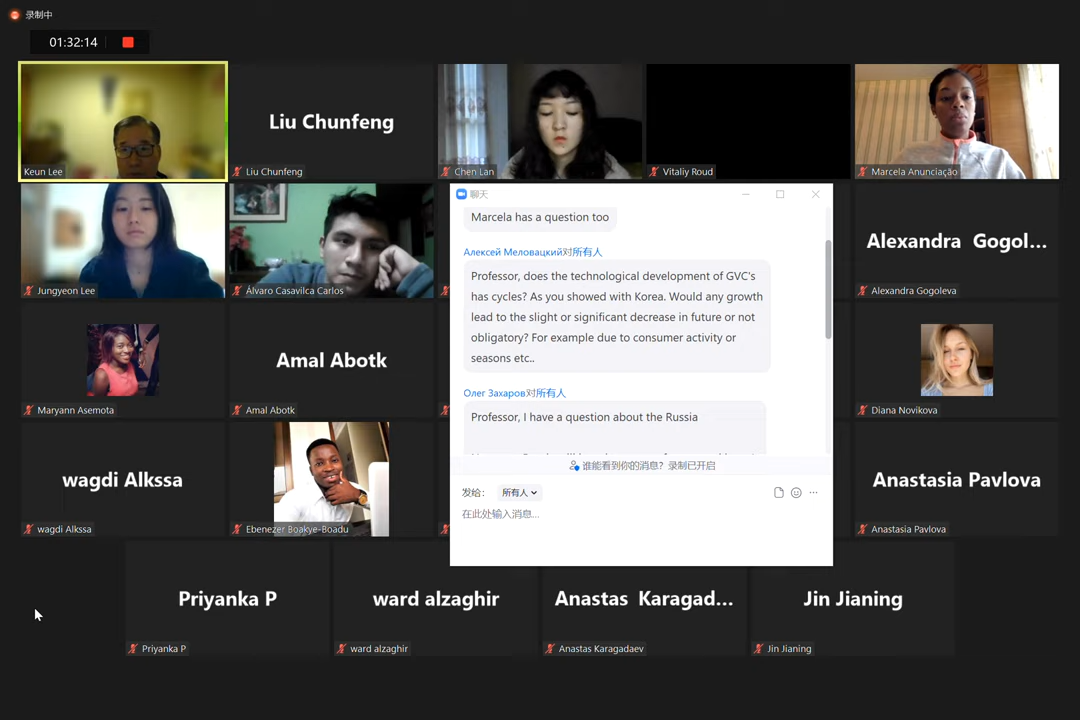 录制中
01:32:14
Keun Lee
Liu Chunfeng
Liu Chunfeng
Chen Lan
Vitaliy Roud
Marcela Anunciação
Jungyeon Lee
Álvaro Casavilca Carlos
聊天
Marcela has a question too
Алексей Меловацкий对所有人
Professor, does the technological development of GVC's
has cycles? As you showed with Korea. Would any growth
lead to the slight or significant decrease in future or not
obligatory? For example due to consumer activity or
seasons etc..
Олег Захаров对所有人
Professor, I have a question about the Russia
谁能看到你的消息? 录制已开启
发给: 所有人
在此处输入消息...
Alexandra Gogol...
Alexandra Gogoleva
Maryann Asemota
Amal Abotk
Amal Abotk
Diana Novikova
wagdi Alkssa
wagdi Alkssa
Ebenezer Boakye-Boadu
Anastasia Pavlova
Anastasia Pavlova
Priyanka P
Priyanka P
ward alzaghir
ward alzaghir
Anastas Karagad...
Anastas Karagadaev
Jin Jianing
Jin Jianing